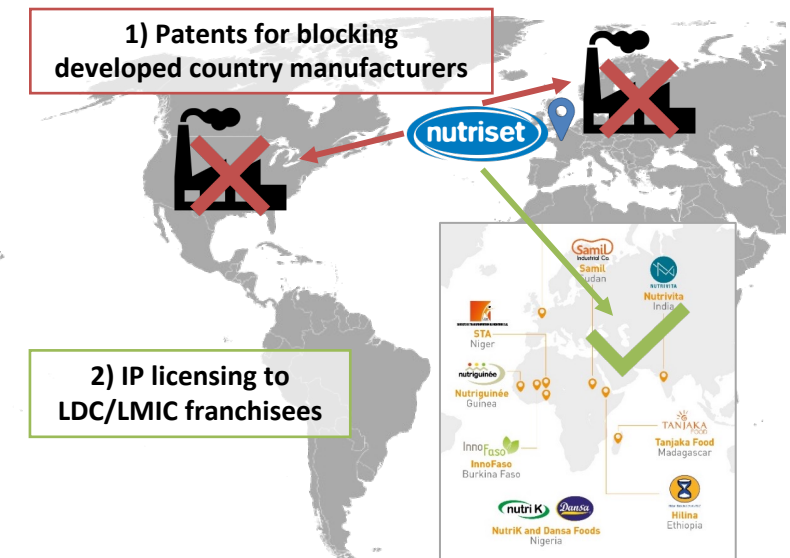 1) Patents for blocking
developed country manufacturers
nutriset
2) IP licensing to
LDC/LMIC franchisees
Samil
Industrial Co.
Samil
Sudan
NUTRIVITA
Nutrivita
India
STA
Niger
nutriguinée
Nutriguinée
Guinea
InnoFaso
InnoFaso
Burkina Faso
TANJAKA
FOOD
Tanjaka Food
Madagascar
nutri K
Dansa
NutriK and Dansa Foods
Nigeria
Hilina
Ethiopia